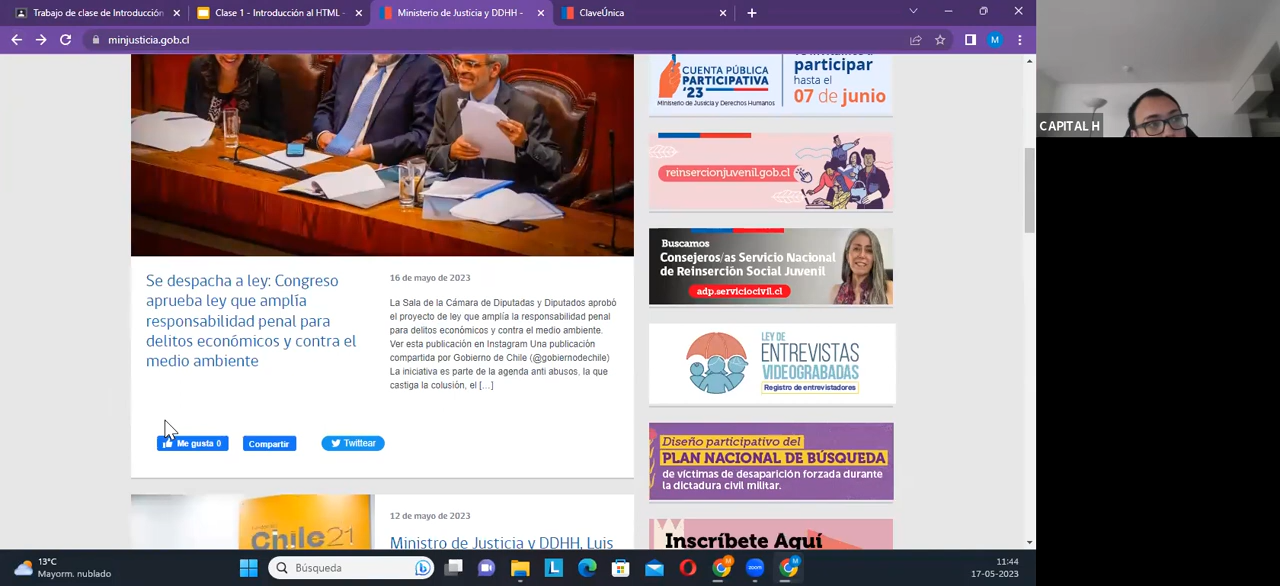 Trabajo de clase de Introducción
Clase 1 - Introducción al HTML -
Ministerio de Justicia y DDHH -
ClaveÚnica
minjusticia.gob.cl
M
CAPITAL H
CUENTA PÚBLICA
PARTICIPATIVA
'23
Ministerio de Justicia y Derechos Humanos
participar
hasta el
07 de junio
reinsercionjuvenil.gob.cl
Buscamos
Consejeros/as Servicio Nacional
de Reinserción Social Juvenil
adp.serviciocivil.cl
LEY DE
ENTREVISTAS
VIDEOGRABADAS
Registro de entrevistadores
Diseño participativo del
PLAN NACIONAL DE BÚSQUEDA
de víctimas de desaparición forzada durante
la dictadura civil militar.
Inscríbete Aquí
Se despacha a ley: Congreso
aprueba ley que amplía
responsabilidad penal para
delitos económicos y contra el
medio ambiente
16 de mayo de 2023
La Sala de la Cámara de Diputadas y Diputados aprobó
el proyecto de ley que amplía la responsabilidad penal
para delitos económicos y contra el medio ambiente.
Ver esta publicación en Instagram Una publicación
compartida por Gobierno de Chile (@gobiernodechile)
La iniciativa es parte de la agenda anti abusos, la que
castiga la colusión, el [...]
Me gusta 0
Compartir
Twittear
Chile21
12 de mayo de 2023
Ministro de Justicia y DDHH, Luis
13°C
Mayorm. nublado
Búsqueda
L
zoom
11:44
17-05-2023